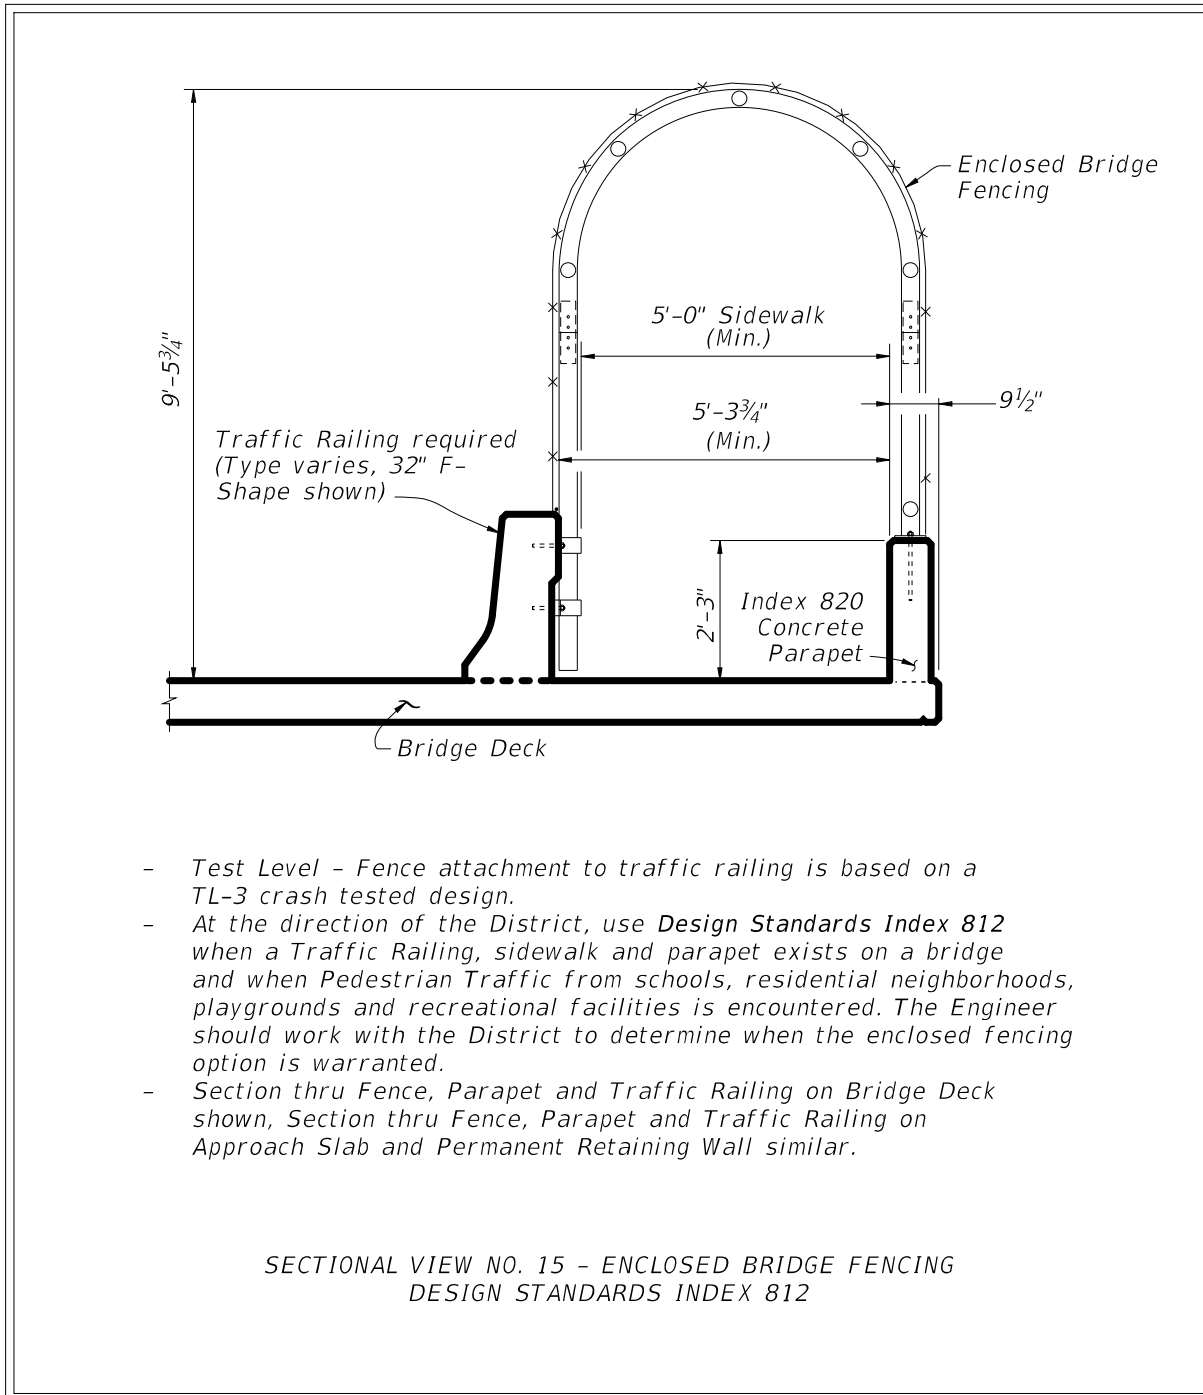 Enclosed Bridge
Fencing
5'-0" Sidewalk
(Min.)
9'-5¾"
5'-3¾"
(Min.)
9½"
Traffic Railing required
(Type varies, 32" F-
Shape shown)
2'-3"
Index 820
Concrete
Parapet
Bridge Deck
- Test Level - Fence attachment to traffic railing is based on a
TL-3 crash tested design.
- At the direction of the District, use Design Standards Index 812
when a Traffic Railing, sidewalk and parapet exists on a bridge
and when Pedestrian Traffic from schools, residential neighborhoods,
playgrounds and recreational facilities is encountered. The Engineer
should work with the District to determine when the enclosed fencing
option is warranted.
- Section thru Fence, Parapet and Traffic Railing on Bridge Deck
shown, Section thru Fence, Parapet and Traffic Railing on
Approach Slab and Permanent Retaining Wall similar.
SECTIONAL VIEW NO. 15 - ENCLOSED BRIDGE FENCING
DESIGN STANDARDS INDEX 812